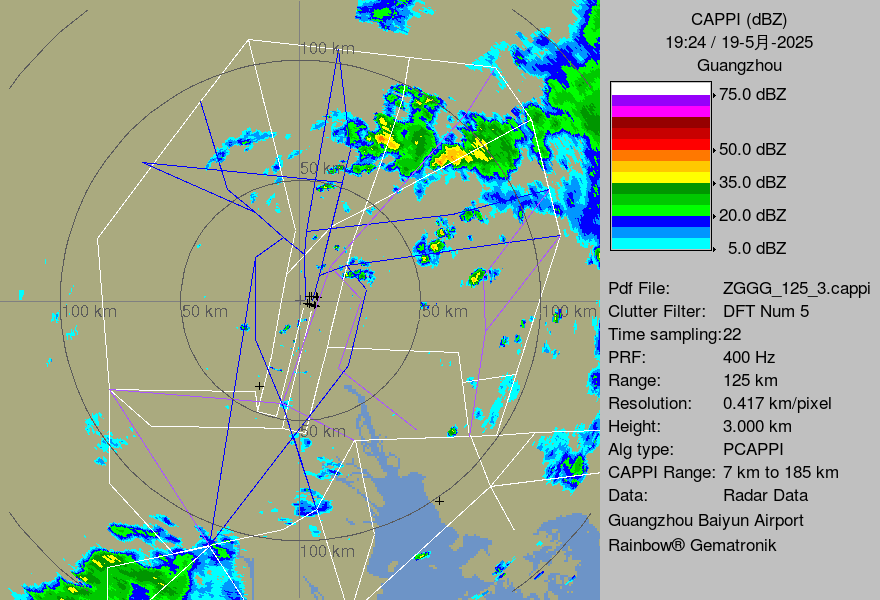 CAPPI (dBZ)
19:24 / 19-5月-2025
Guangzhou
75.0 dBZ
50.0 dBZ
35.0 dBZ
20.0 dBZ
5.0 dBZ
Pdf File: ZGGG_125_3.cappi
Clutter Filter: DFT Num 5
Time sampling:22
PRF: 400 Hz
Range: 125 km
Resolution: 0.417 km/pixel
Height: 3.000 km
Alg type: PCAPPI
CAPPI Range: 7 km to 185 km
Data: Radar Data
Guangzhou Baiyun Airport
Rainbow® Gematronik
100 km
50 km
100 km
50 km
50 km
100 km
50 km
100 km